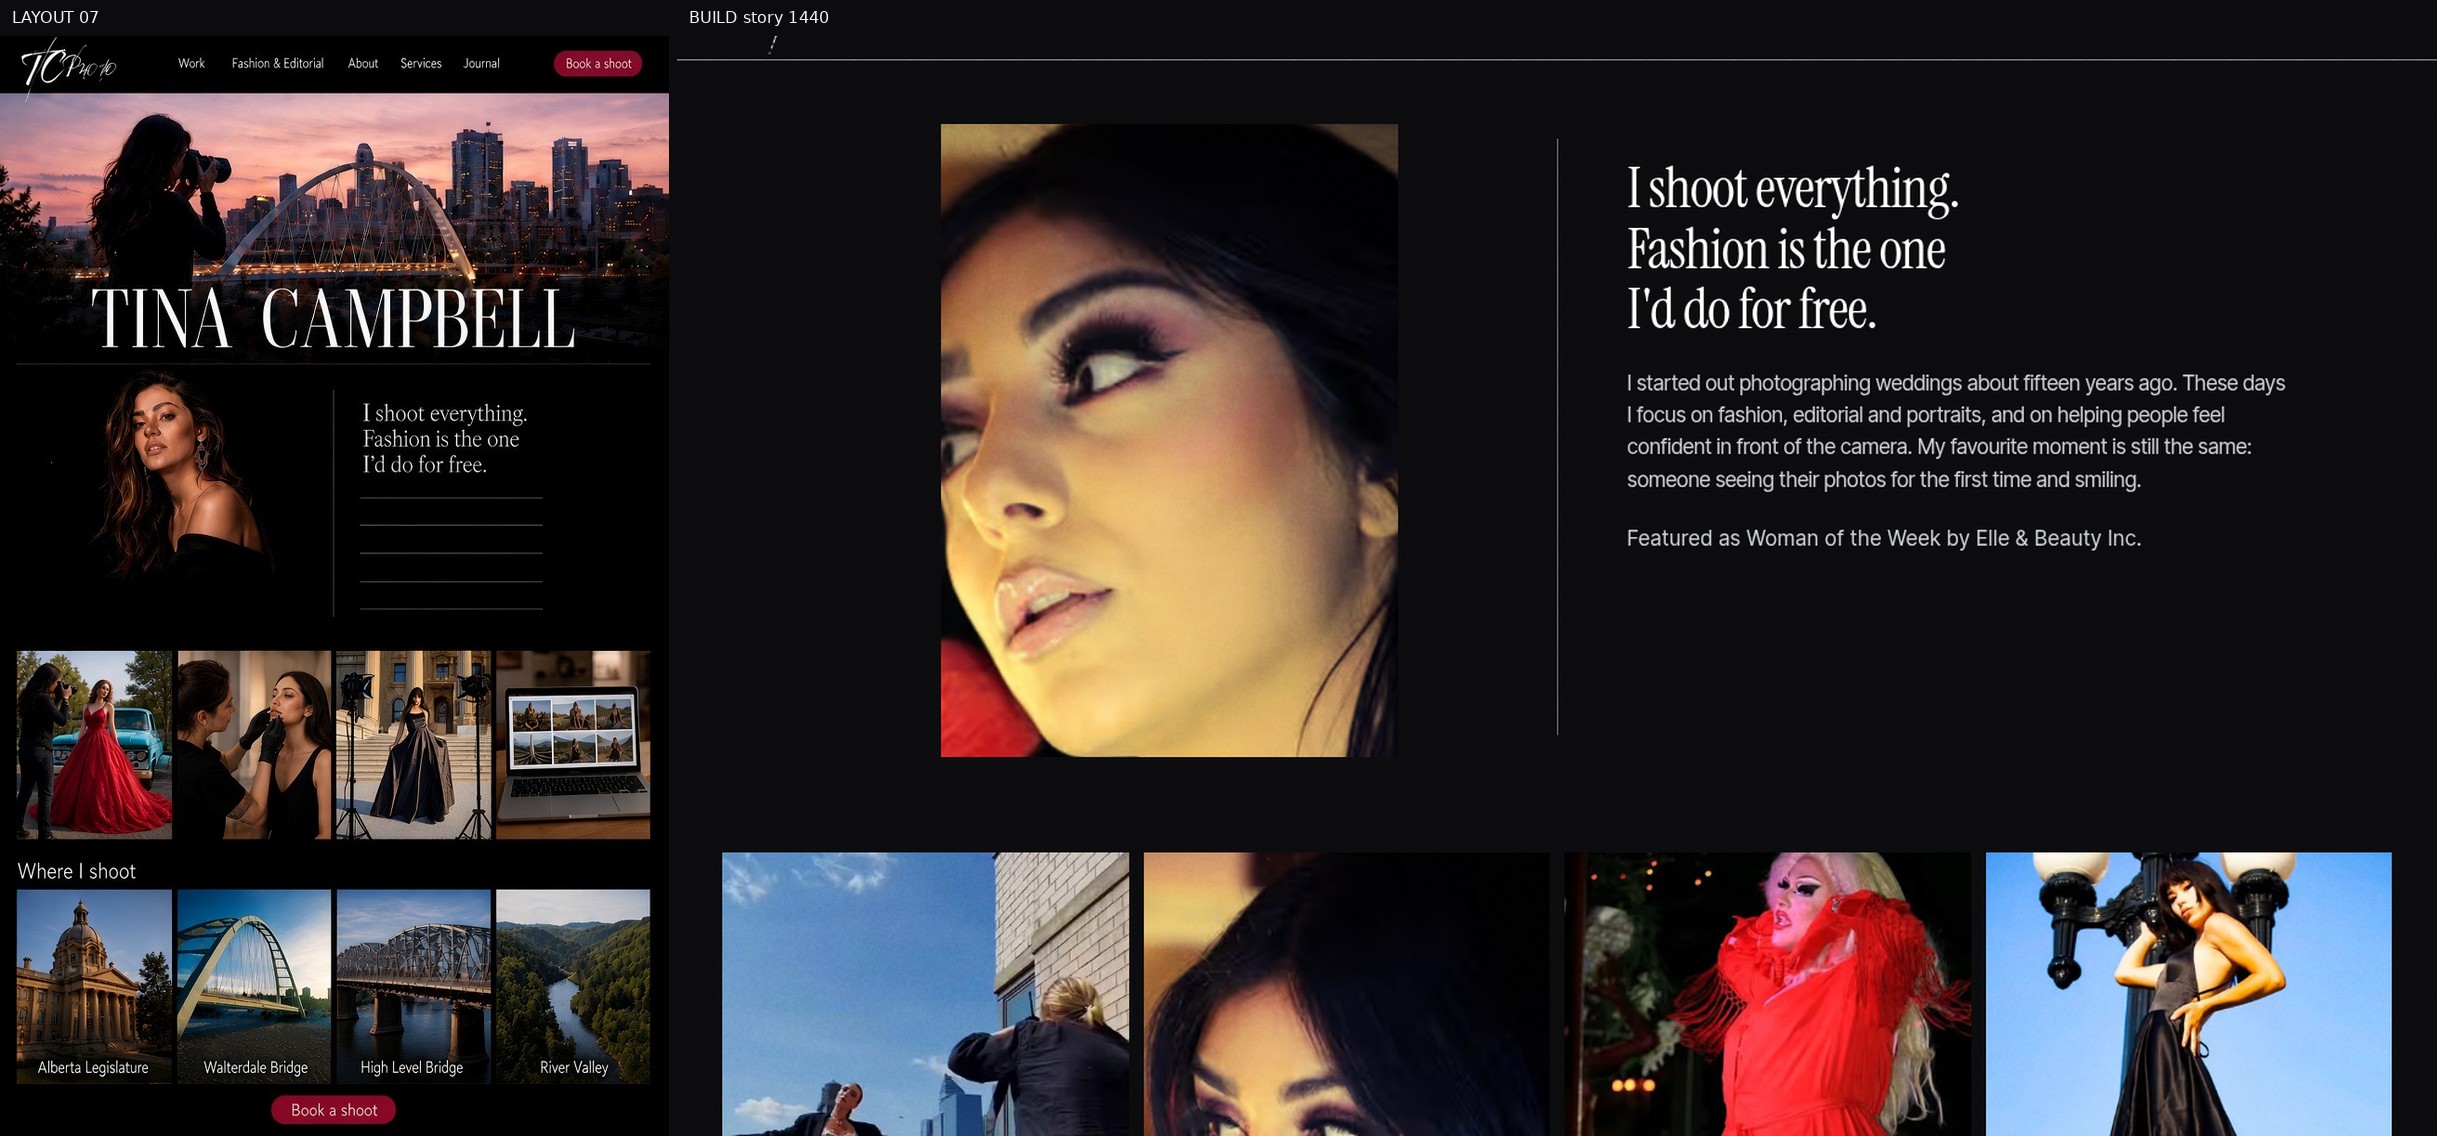 LAYOUT 07
TC Photo
Work
Fashion & Editorial
About
Services
Journal
Book a shoot
TINA CAMPBELL
I shoot everything.
Fashion is the one
I’d do for free.
Where I shoot
Alberta Legislature
Walterdale Bridge
High Level Bridge
River Valley
Book a shoot
BUILD story 1440
I shoot everything.
Fashion is the one
I'd do for free.
I started out photographing weddings about fifteen years ago. These days
I focus on fashion, editorial and portraits, and on helping people feel
confident in front of the camera. My favourite moment is still the same:
someone seeing their photos for the first time and smiling.
Featured as Woman of the Week by Elle & Beauty Inc.